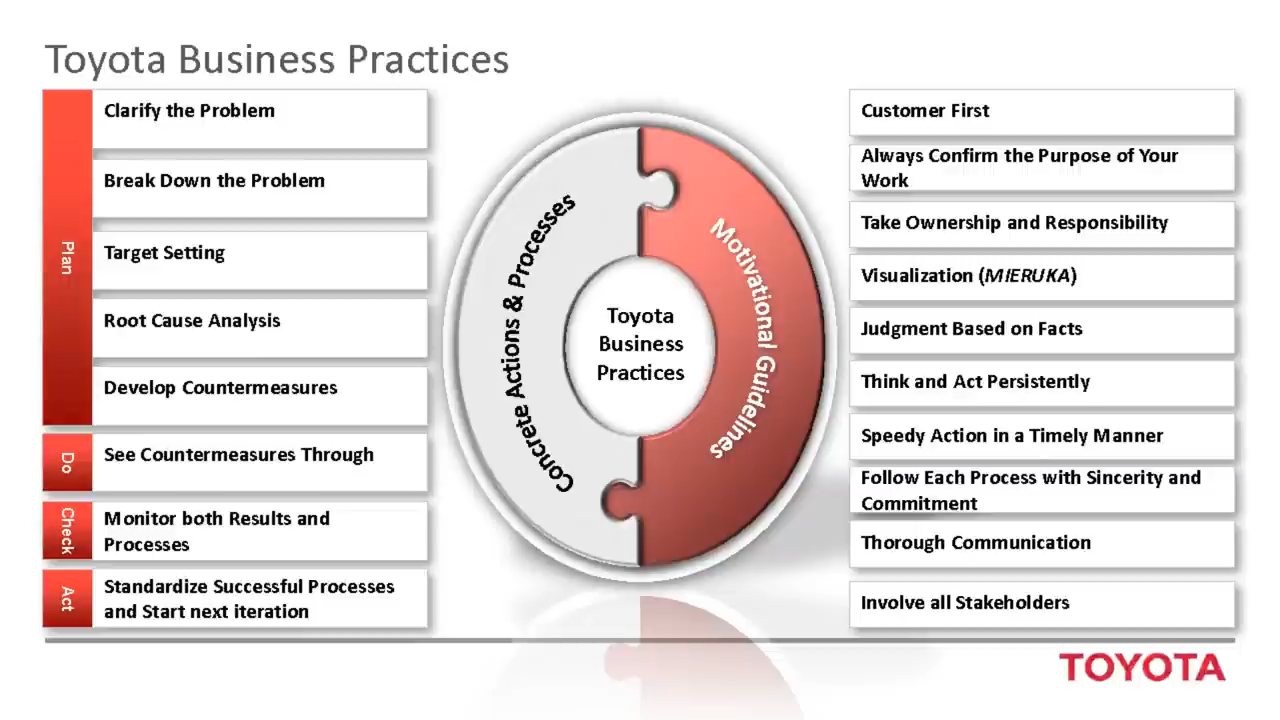 Toyota Business Practices
Plan
Clarify the Problem
Break Down the Problem
Target Setting
Root Cause Analysis
Develop Countermeasures
Do
See Countermeasures Through
Check
Monitor both Results and
Processes
Act
Standardize Successful Processes
and Start next iteration
Concrete Actions & Processes
Toyota
Business
Practices
Motivational Guidelines
Customer First
Always Confirm the Purpose of Your
Work
Take Ownership and Responsibility
Visualization (MIERUKA)
Judgment Based on Facts
Think and Act Persistently
Speedy Action in a Timely Manner
Follow Each Process with Sincerity and
Commitment
Thorough Communication
Involve all Stakeholders
TOYOTA